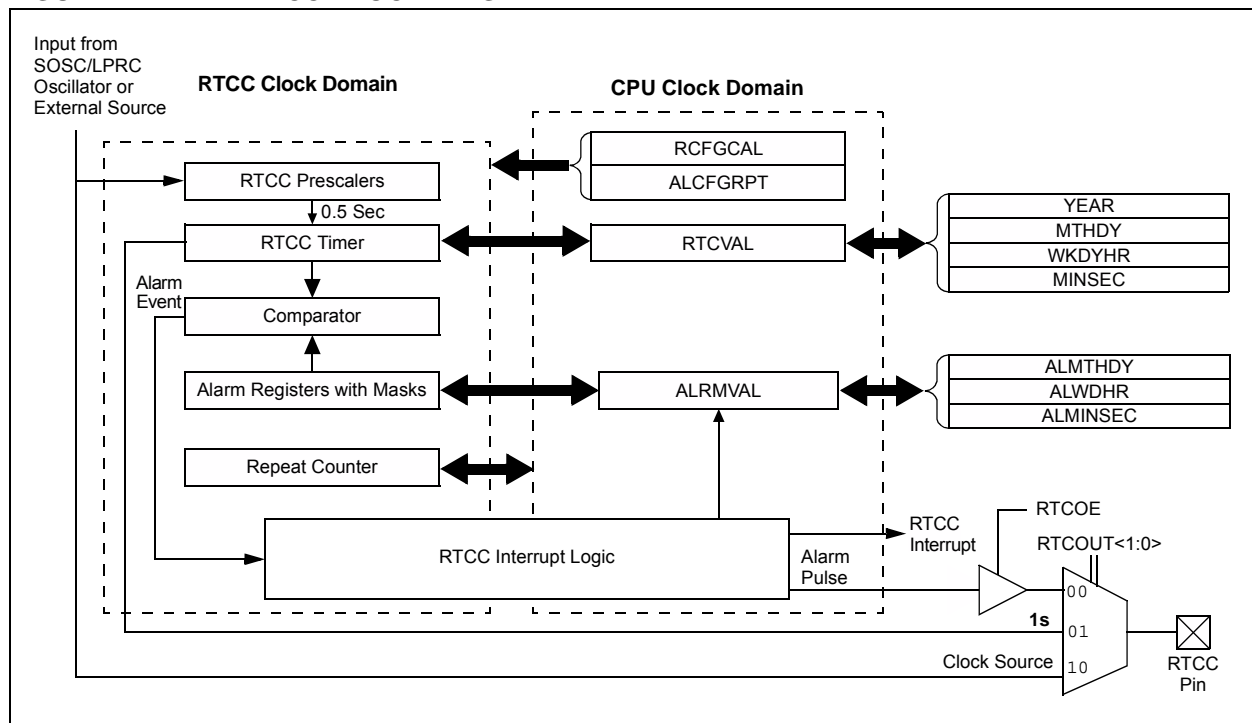 Input from
SOSC/LPRC
Oscillator or
External Source
RTCC Clock Domain
CPU Clock Domain
RCFGCAL
ALCFGRPT
RTCC Prescalers
0.5 Sec
RTCC Timer
RTCVAL
YEAR
MTHDY
WKDYHR
MINSEC
Alarm
Event
Comparator
Alarm Registers with Masks
ALRMVAL
ALMTHDY
ALWDHR
ALMINSEC
Repeat Counter
RTCC Interrupt Logic
RTCC
Interrupt
Alarm
Pulse
RTCOE
RTCOUT<1:0>
00
1s
01
Clock Source
10
RTCC
Pin